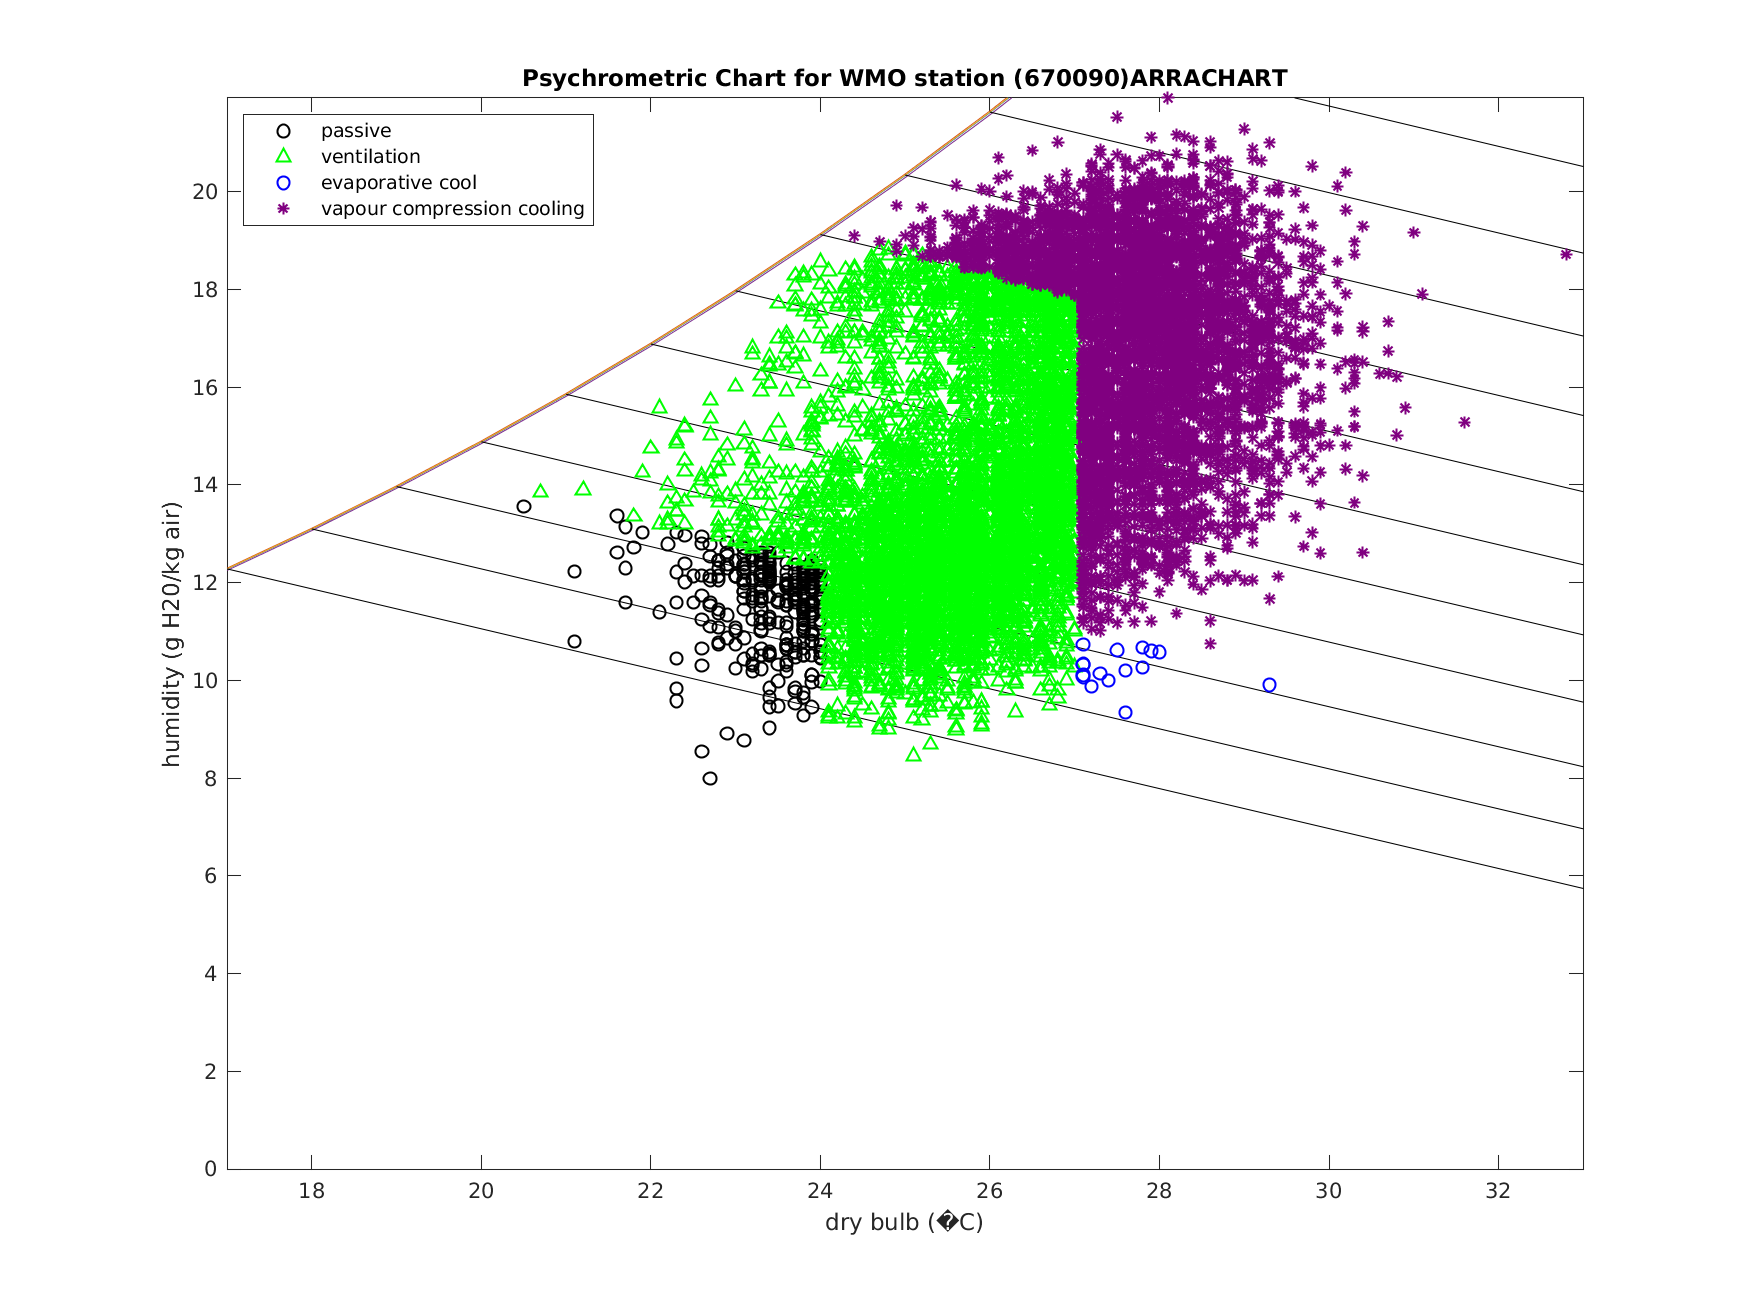 Psychrometric Chart for WMO station (670090)ARRACHART
passive
ventilation
evaporative cool
vapour compression cooling
humidity (g H20/kg air)
20
18
16
14
12
10
8
6
4
2
0
18 20 22 24 26 28 30 32
dry bulb (�C)